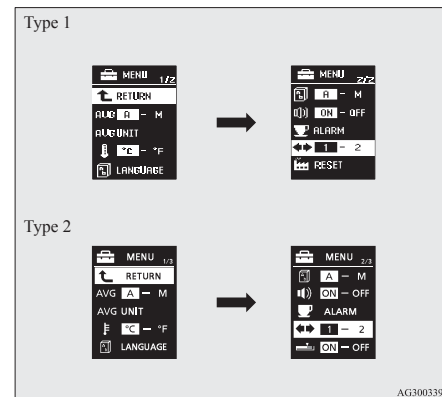 Type 1
MENU 1/2
RETURN
AVG A - M
AVG UNIT
°C - °F
LANGUAGE
MENU 2/2
A - M
ON - OFF
ALARM
1 - 2
RESET
Type 2
MENU 1/3
RETURN
AVG A - M
AVG UNIT
°C - °F
LANGUAGE
MENU 2/3
A - M
ON - OFF
ALARM
1 - 2
ON - OFF
AG300339